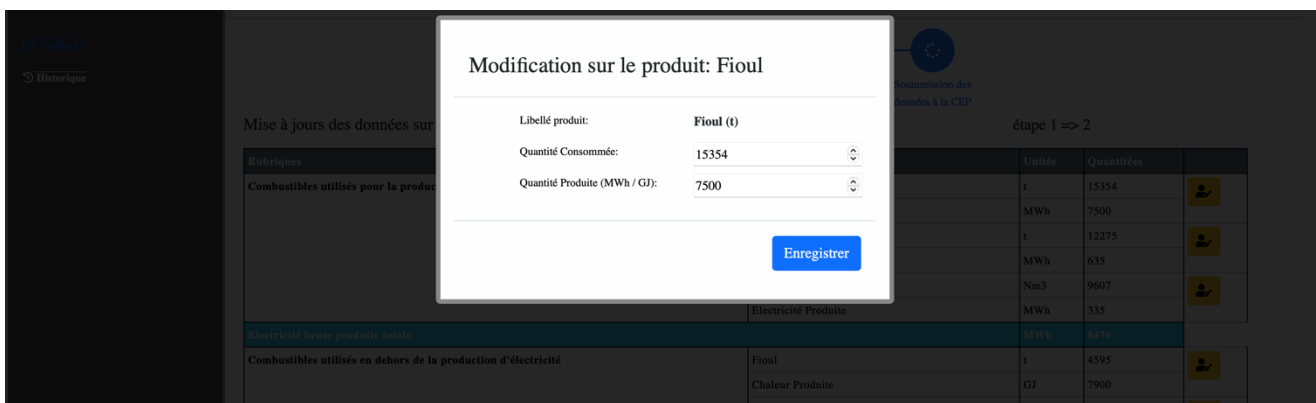 Historique
Modification sur le produit: Fioul
Libellé produit: Fioul (t)
Quantité Consommée: 15354
Quantité Produite (MWh / GJ): 7500
Enregistrer
Soummission des
données à la CEP
Mise à jours des données sur
étape 1 => 2
Rubriques Unités Quantitées
Combustibles utilisés pour la produc t 15354
MWh 7500
t 12275
MWh 635
Nm3 9607
Electricité Produite MWh 335
Electricité brute produite totale MWh 8470
Combustibles utilisés en dehors de la production d'électricité Fioul t 4595
Chaleur Produite GJ 7900